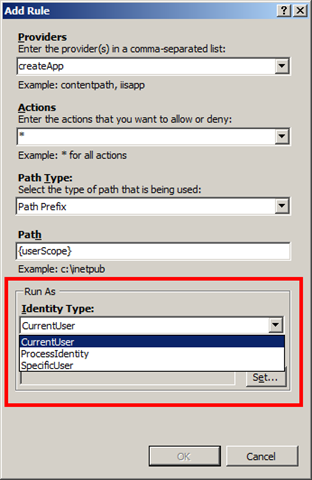 Add Rule
Providers
Enter the provider(s) in a comma-separated list:
createApp
Example: contentpath, iisapp
Actions
Enter the actions that you want to allow or deny:
*
Example: * for all actions
Path Type:
Select the type of path that is being used:
Path Prefix
Path
{userScope}
Example: c:\inetpub
Run As
Identity Type:
CurrentUser
CurrentUser
ProcessIdentity
SpecificUser
Set...
OK
Cancel